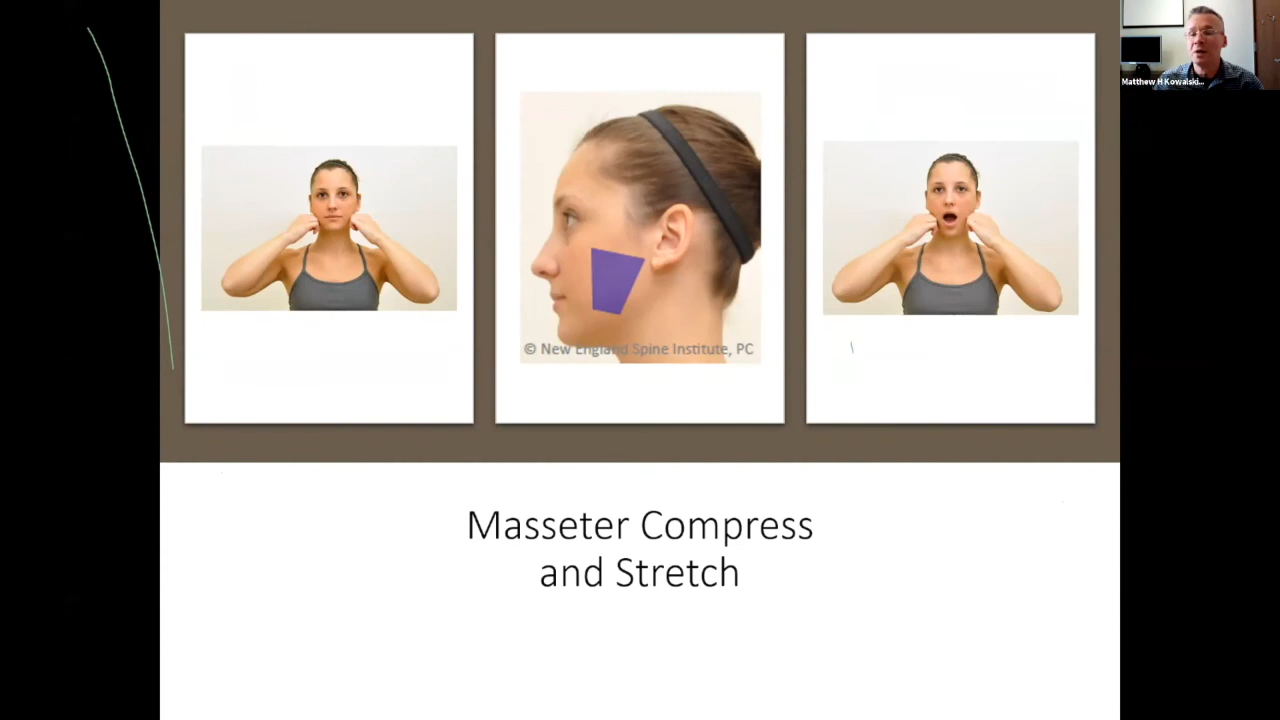 Matthew H Kowalski...
© New England Spine Institute, PC
Masseter Compress
and Stretch